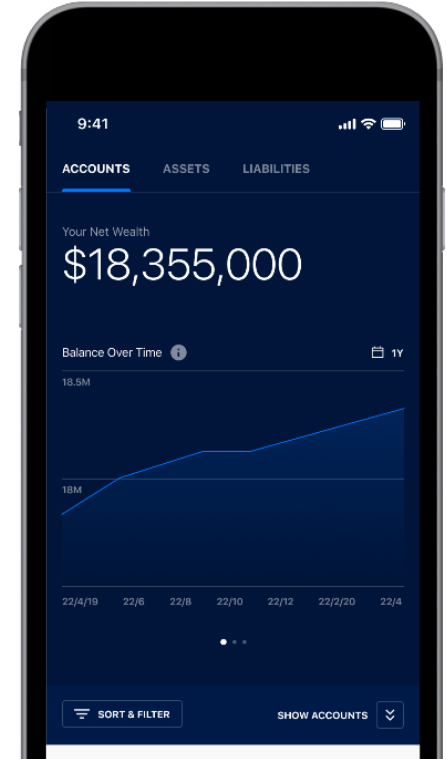 9:41
ACCOUNTS ASSETS LIABILITIES
Your Net Wealth
$18,355,000
Balance Over Time i 1Y
18.5M
18M
22/4/19 22/6 22/8 22/10 22/12 22/2/20 22/4
SORT & FILTER SHOW ACCOUNTS